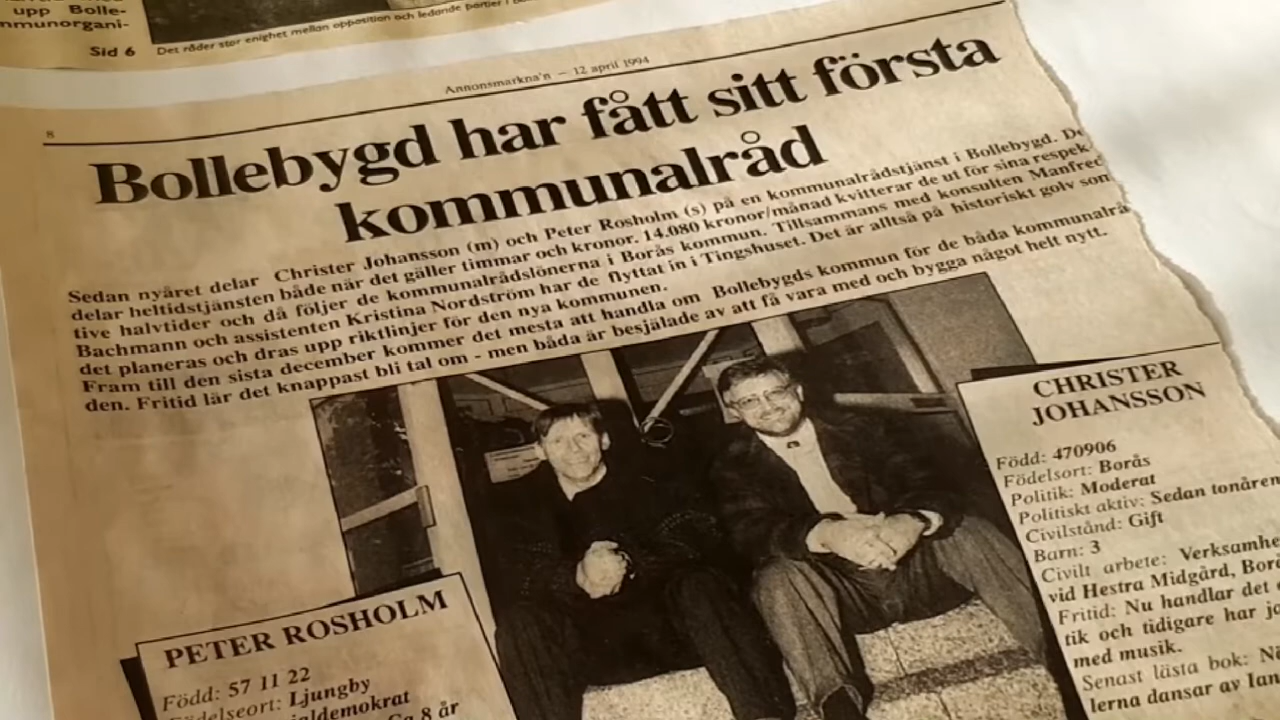 upp Bolle-
munorgani-
Sid 6
Det råder stor enighet mellan opposition och ledande partier i
8
Annonsmarkna'n — 12 april 1994
Bollebygd har fått sitt första
kommunalråd
Sedan nyåret delar Christer Johansson (m) och Peter Rosholm (s) på en kommunalrådstjänst i Bollebygd. De
delar heltidstjänsten både när det gäller timmar och kronor. 14.080 kronor/månad kvitterar de ut för sina respek-
tive halvtider och då följer de kommunalrådslönerna i Borås kommun. Tillsammans med konsulten Manfred
Bachmann och assistenten Kristina Nordström har de flyttat in i Tingshuset. Det är alltså på historiskt golv som
det planeras och dras upp riktlinjer för den nya kommunen.
Fram till den sista december kommer det mesta att handla om Bollebygds kommun för de båda kommunalrå
den. Fritid lär det knappast bli tal om - men båda är besjälade av att få vara med och bygga något helt nytt.
PETER ROSHOLM
Född: 57 11 22
Födelseort: Ljungby
ialdemokrat
Ca 8 år
CHRISTER
JOHANSSON
Född: 470906
Födelsort: Borås
Politik: Moderat
Politiskt aktiv: Sedan tonåren
Civilstånd: Gift
Barn: 3
Civilt arbete: Verksamhe
vid Hestra Midgård, Bor
Fritid: Nu handlar det
tik och tidigare har ja
med musik.
Senast lästa bok: Nä
lerna dansar av Ian